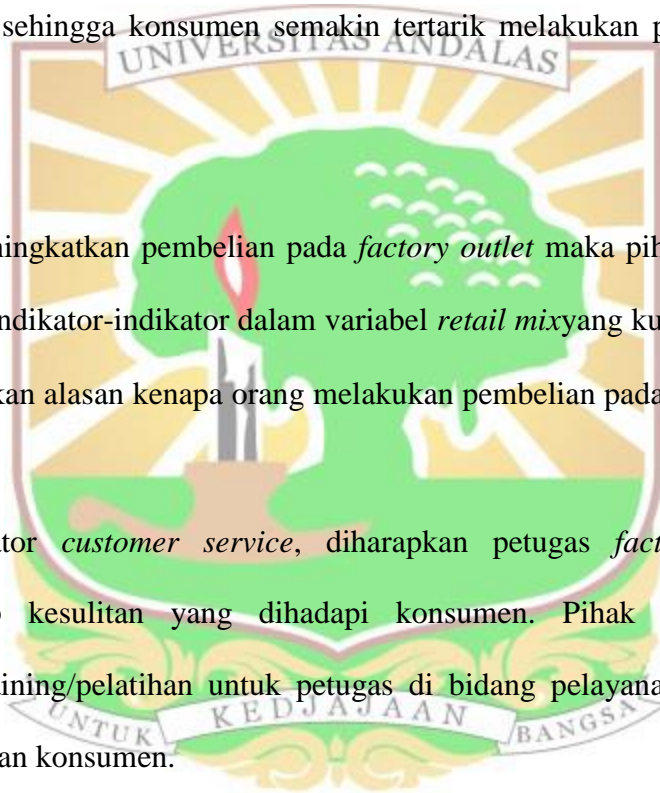 sehingga konsumen semakin tertarik melakukan p
UNIVERSITAS ANDALAS
ningkatkan pembelian pada factory outlet maka pih
ndikator-indikator dalam variabel retail mixyang ku
kan alasan kenapa orang melakukan pembelian pada
ator customer service, diharapkan petugas fact
kesulitan yang dihadapi konsumen. Pihak
ining/pelatihan untuk petugas di bidang pelayana
UNTUK KEDJAJAAN BANGSA
an konsumen.